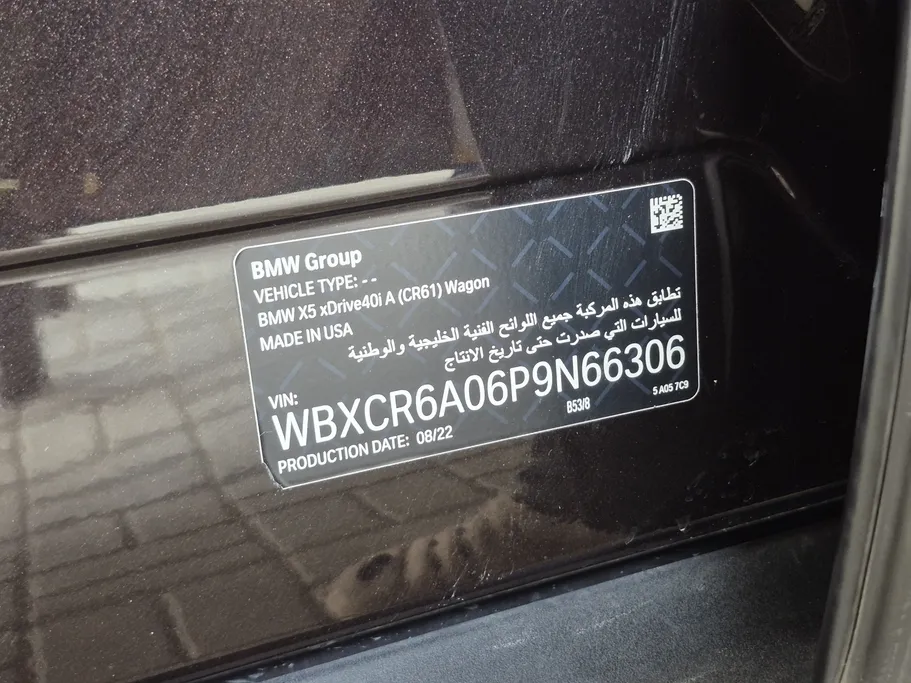 BMW Group
VEHICLE TYPE: - -
BMW X5 xDrive40i A (CR61) Wagon
MADE IN USA
تطابق هذه المركبة جميع اللوائح الفنية الخليجية والوطنية
للسيارات التي صدرت حتى تاريخ الانتاج
VIN:
WBXCR6A06P9N66306
PRODUCTION DATE: 08/22
B53/8
5 A05 7C9